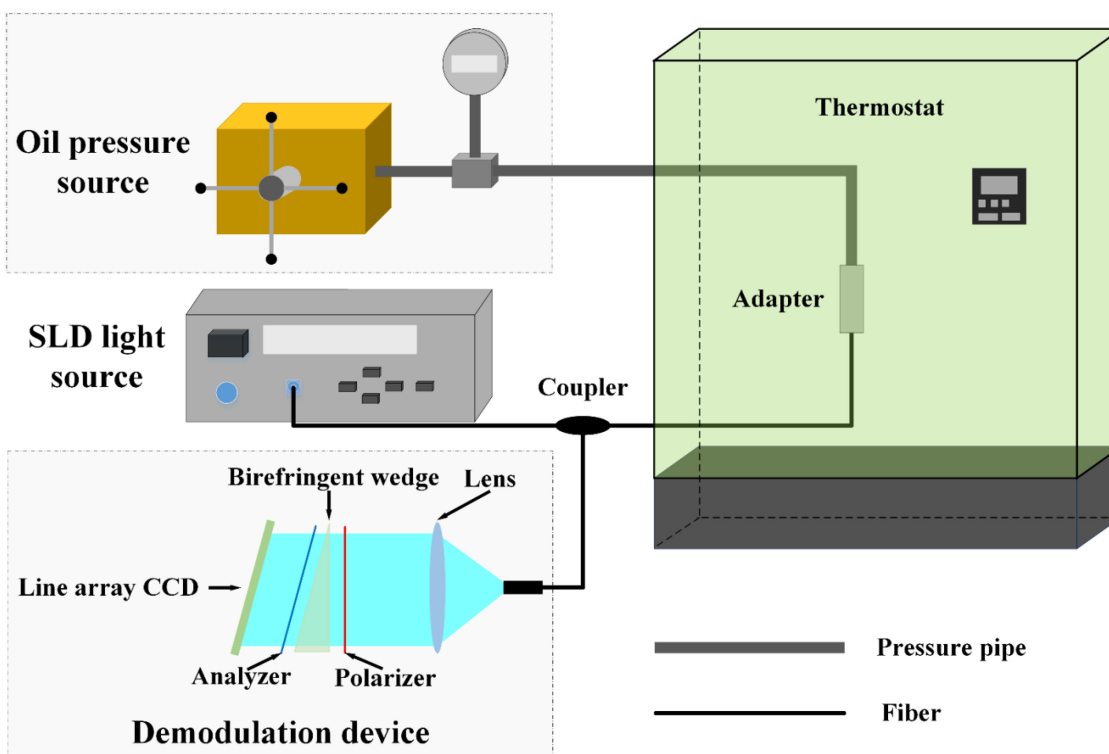 Oil pressure
source
Thermostat
Adapter
SLD light
source
Coupler
Birefringent wedge
Lens
Line array CCD
Analyzer
Polarizer
Demodulation device
Pressure pipe
Fiber